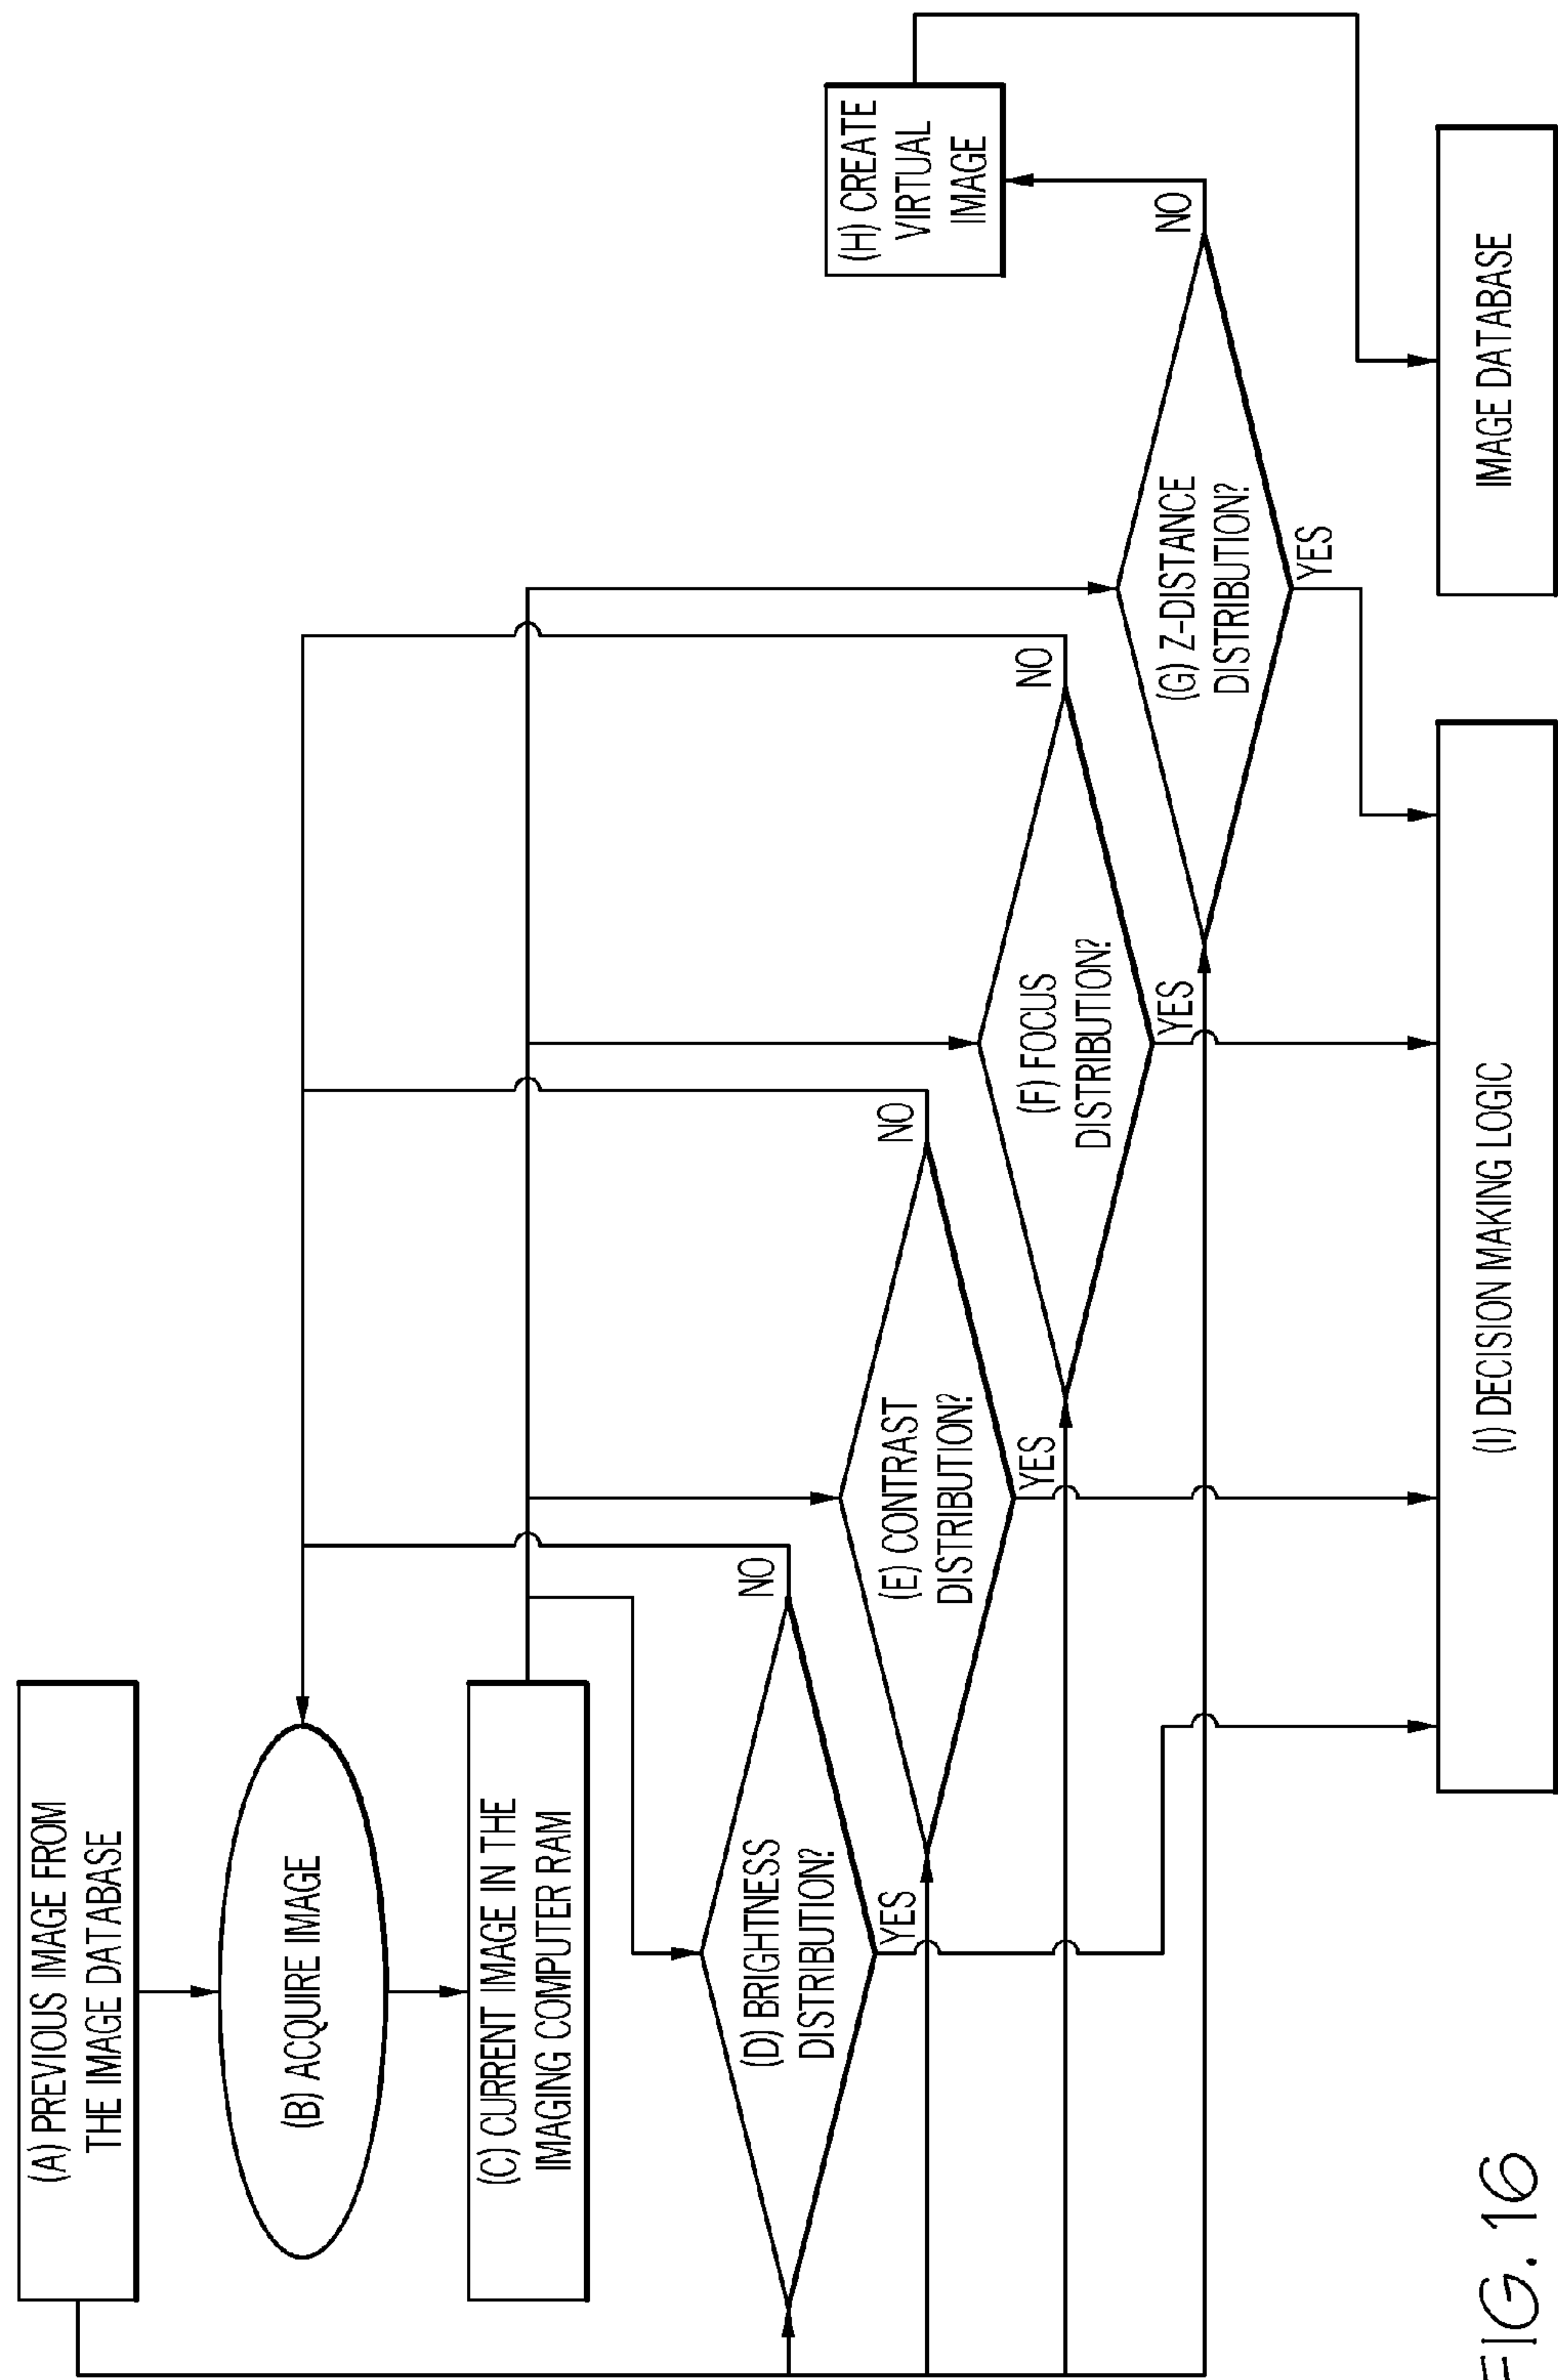 (A) PREVIOUS IMAGE FROM
THE IMAGE DATABASE
(B) ACQUIRE IMAGE
(C) CURRENT IMAGE IN THE
IMAGING COMPUTER RAM
(D) BRIGHTNESS
DISTRIBUTION?
NO
YES
(E) CONTRAST
DISTRIBUTION?
NO
YES
(F) FOCUS
DISTRIBUTION?
NO
YES
(G) Z-DISTANCE
DISTRIBUTION?
NO
YES
(H) CREATE
VIRTUAL
IMAGE
(I) DECISION MAKING LOGIC
IMAGE DATABASE
FIG. 16